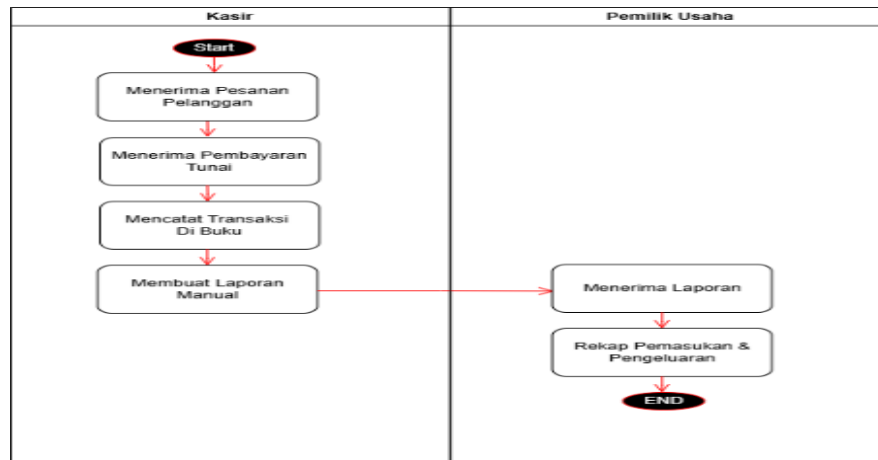 Kasir
Pemilik Usaha
Start
Menerima Pesanan
Pelanggan
Menerima Pembayaran
Tunai
Mencatat Transaksi
Di Buku
Membuat Laporan
Manual
Menerima Laporan
Rekap Pemasukan &
Pengeluaran
END